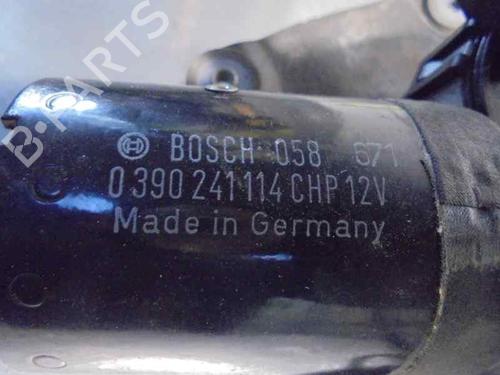 B-PARTS
BOSCH 058 671
0 390 241 114 CHP 12V
Made in Germany